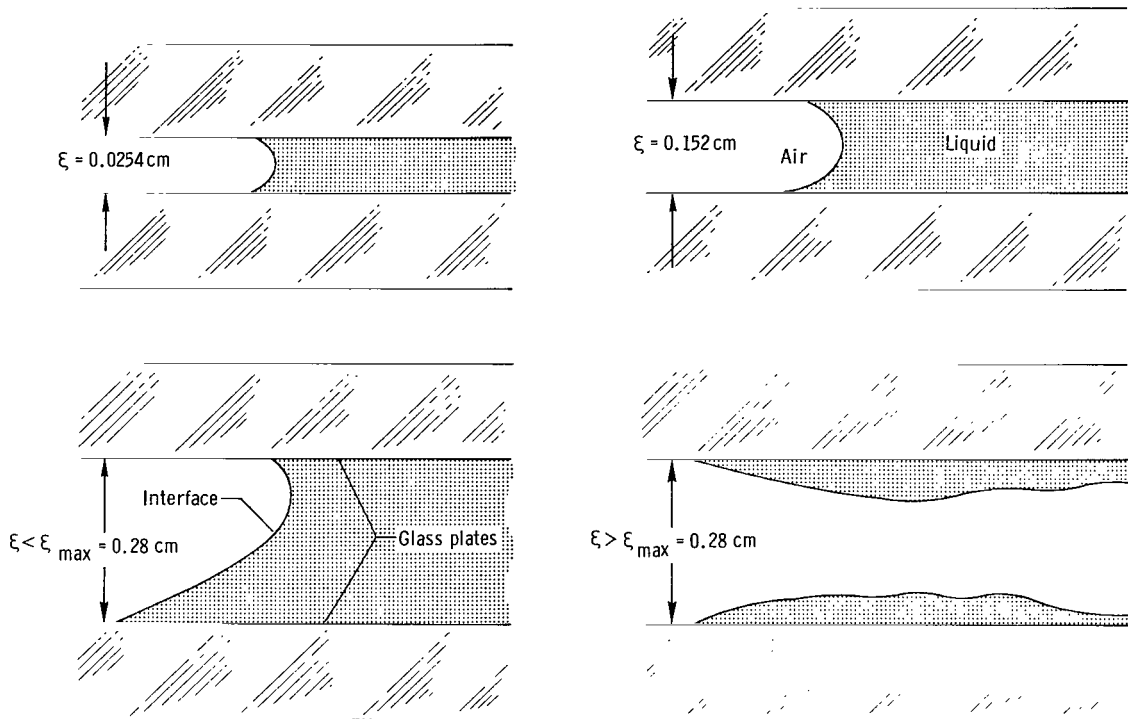 ξ = 0.0254 cm
ξ = 0.152 cm
Air
Liquid
Interface
Glass plates
ξ < ξ max = 0.28 cm
ξ > ξ max = 0.28 cm